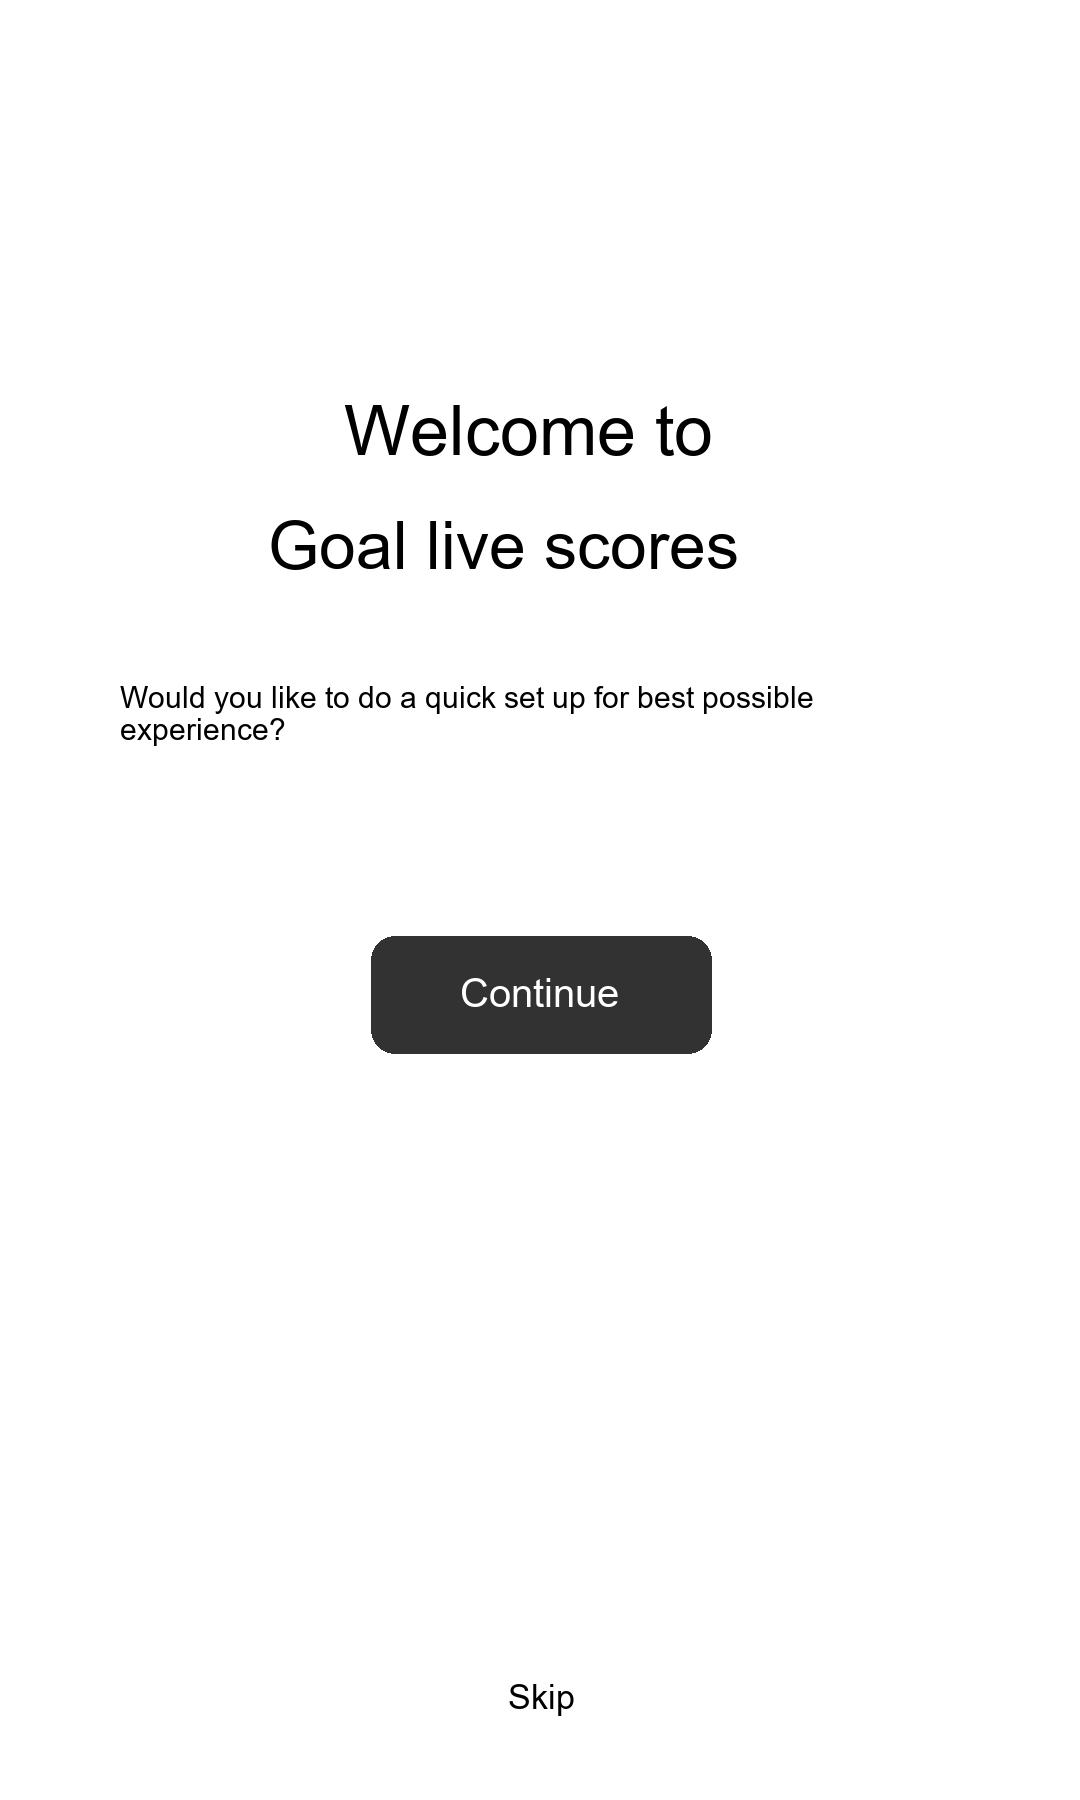 Welcome to
Goal live scores
Would you like to do a quick set up for best possible
experience?
Continue
Skip